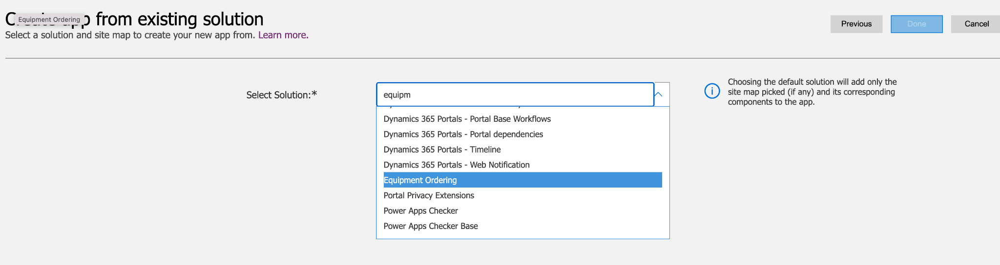 Create app from existing solution
Equipment Ordering
Select a solution and site map to create your new app from. Learn more.
Previous
Done
Cancel
Select Solution:*
equipm
Dynamics 365 Portals - Portal Base Workflows
Dynamics 365 Portals - Portal dependencies
Dynamics 365 Portals - Timeline
Dynamics 365 Portals - Web Notification
Equipment Ordering
Portal Privacy Extensions
Power Apps Checker
Power Apps Checker Base
Choosing the default solution will add only the
site map picked (if any) and its corresponding
components to the app.